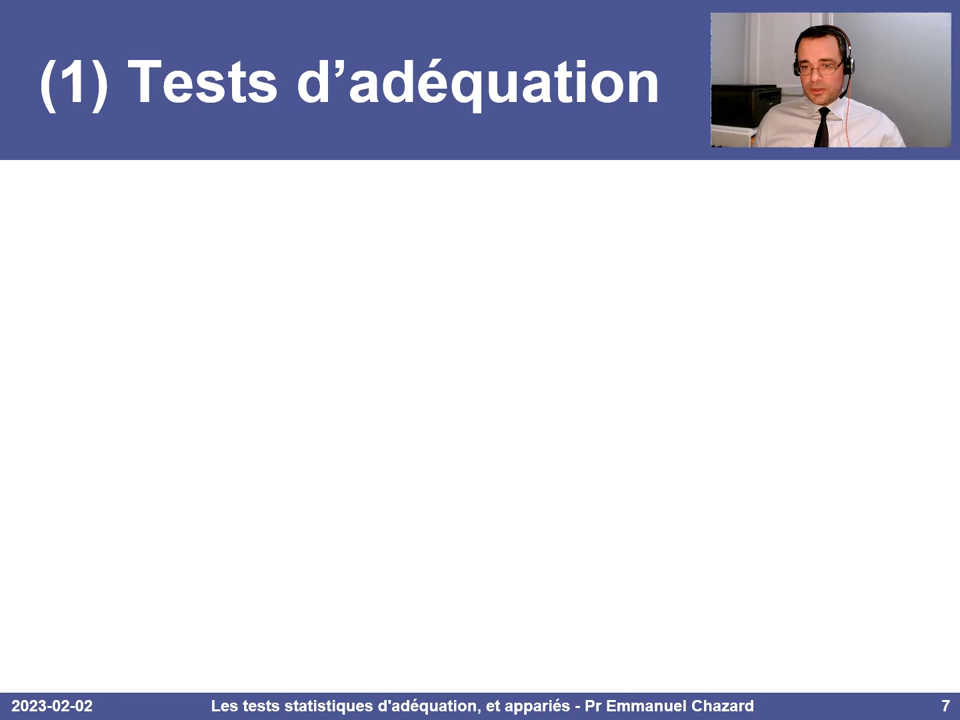 (1) Tests d’adéquation
2023-02-02 Les tests statistiques d'adéquation, et appariés - Pr Emmanuel Chazard 7